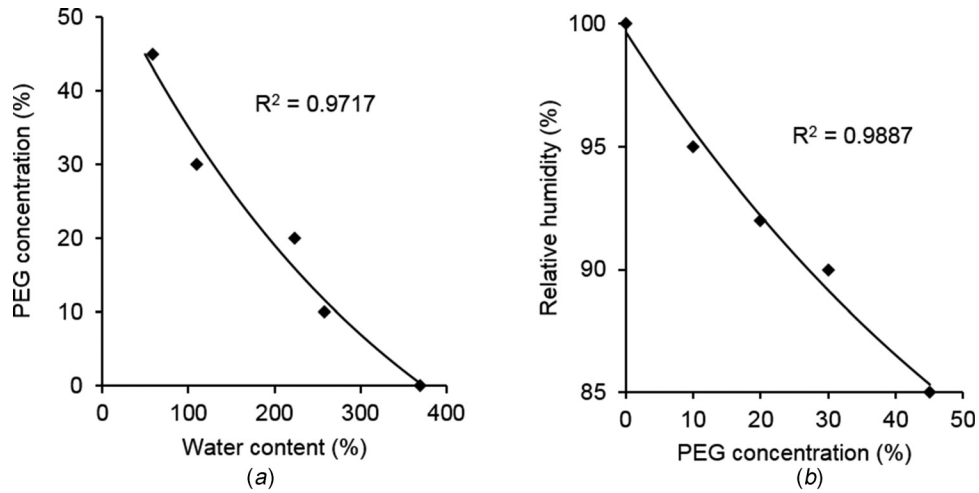 50
40
30
20
10
0
0 100 200 300 400
PEG concentration (%)
Water content (%)
R² = 0.9717
(a)
100
95
90
85
0 10 20 30 40 50
Relative humidity (%)
PEG concentration (%)
R² = 0.9887
(b)